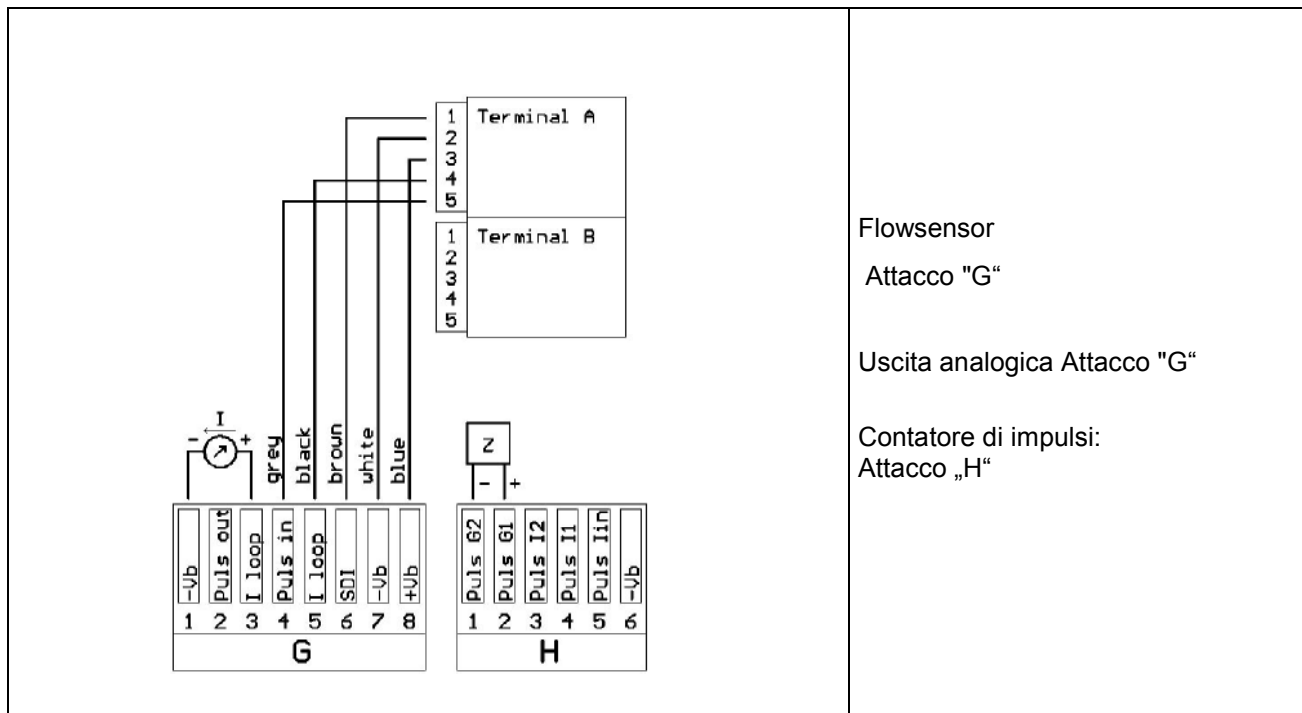 1 Terminal A
2
3
4
5
1 Terminal B
2
3
4
5
Flowsensor
Attacco "G“
Uscita analogica Attacco "G“
Contatore di impulsi:
Attacco „H“
I
- +
grey
black
brown
white
blue
Z
- +
-Vb
Puls out
I loop
Puls in
I loop
SDI
-Vb
+Vb
1 2 3 4 5 6 7 8
G
Puls G2
Puls G1
Puls I2
Puls I1
Puls Iin
-Vb
1 2 3 4 5 6
H